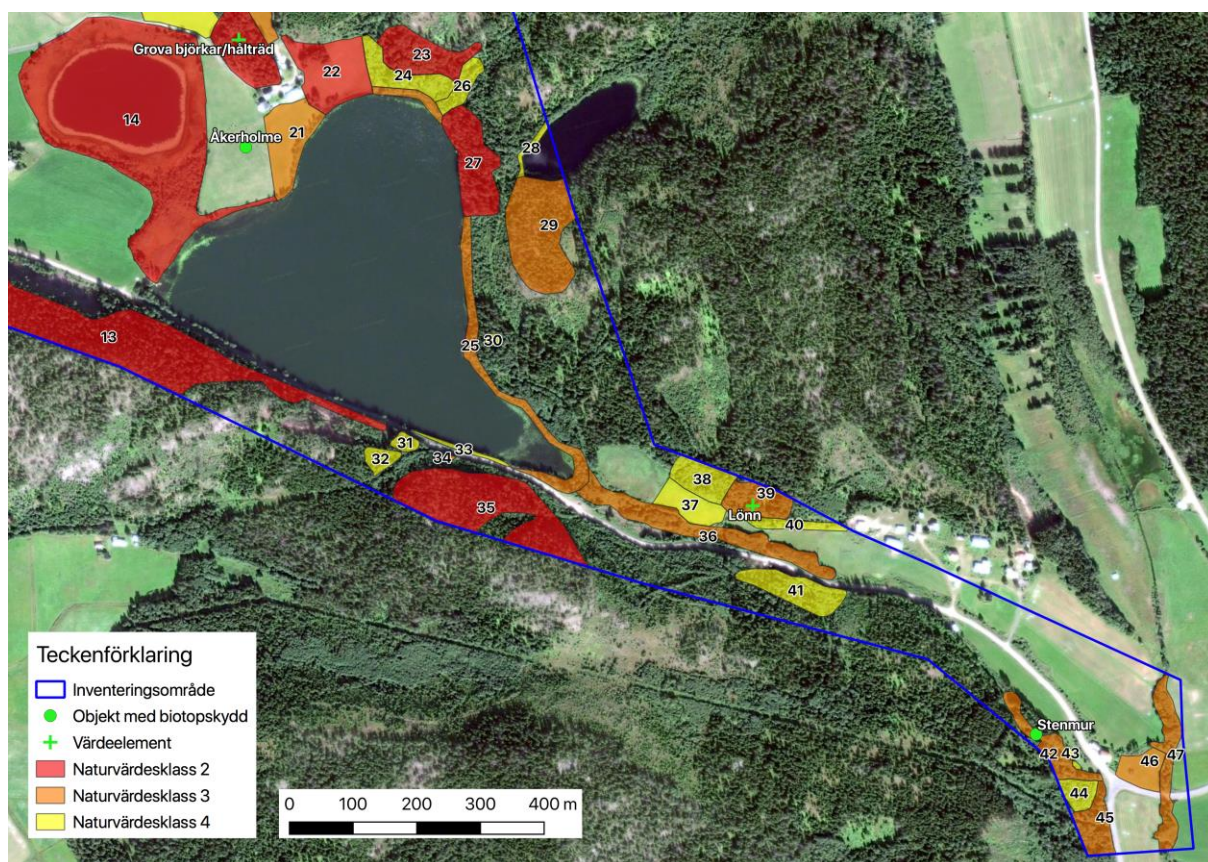 Grova björkar/hålträd
23
22
24
26
14
21
Åkerholme
28
27
29
13
25
30
31
33
32
34
38
39
35
37
Lönn
40
36
41
Teckenförklaring
Inventeringsområde
Objekt med biotopskydd
Värdeelement
Naturvärdesklass 2
Naturvärdesklass 3
Naturvärdesklass 4
0 100 200 300 400 m
Stenmur
42
43
46
47
44
45